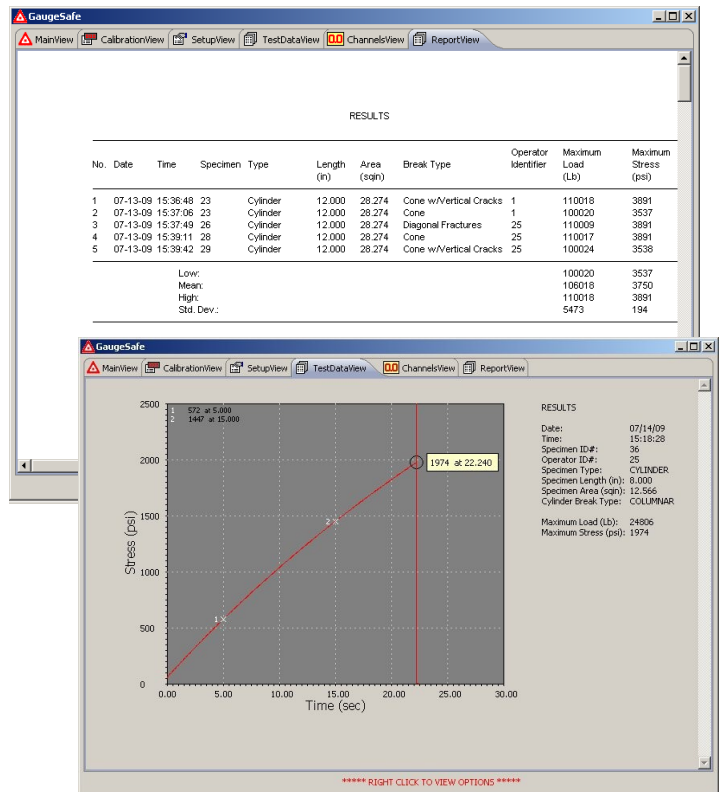 GaugeSafe
MainView CalibrationView SetupView TestDataView 0.0 ChannelsView ReportView
RESULTS
No. Date Time Specimen Type Length (in) Area (sqin) Break Type Operator Identifier Maximum Load (Lb) Maximum Stress (psi)
1 07-13-09 15:36:48 23 Cylinder 12.000 28.274 Cone w/Vertical Cracks 1 110018 3891
2 07-13-09 15:37:06 23 Cylinder 12.000 28.274 Cone 1 100020 3537
3 07-13-09 15:37:49 26 Cylinder 12.000 28.274 Diagonal Fractures 25 110009 3891
4 07-13-09 15:39:11 28 Cylinder 12.000 28.274 Cone 25 110017 3891
5 07-13-09 15:39:42 29 Cylinder 12.000 28.274 Cone w/Vertical Cracks 25 100024 3538
Low: 100020 3537
Mean: 106018 3750
High: 110018 3891
Std. Dev.: 5473 194
GaugeSafe
MainView CalibrationView SetupView TestDataView 0.0 ChannelsView ReportView
2500
1 572 at 5.000
2 1447 at 15.000
2000
1974 at 22.240
1500
2
1000
1
500
0
Stress (psi)
0.00 5.00 10.00 15.00 20.00 25.00 30.00
Time (sec)
RESULTS
Date: 07/14/09
Time: 15:18:28
Specimen ID#: 36
Operator ID#: 25
Specimen Type: CYLINDER
Specimen Length (in): 8.000
Specimen Area (sqin): 12.566
Cylinder Break Type: COLUMNAR
Maximum Load (Lb): 24806
Maximum Stress (psi): 1974
***** RIGHT CLICK TO VIEW OPTIONS *****